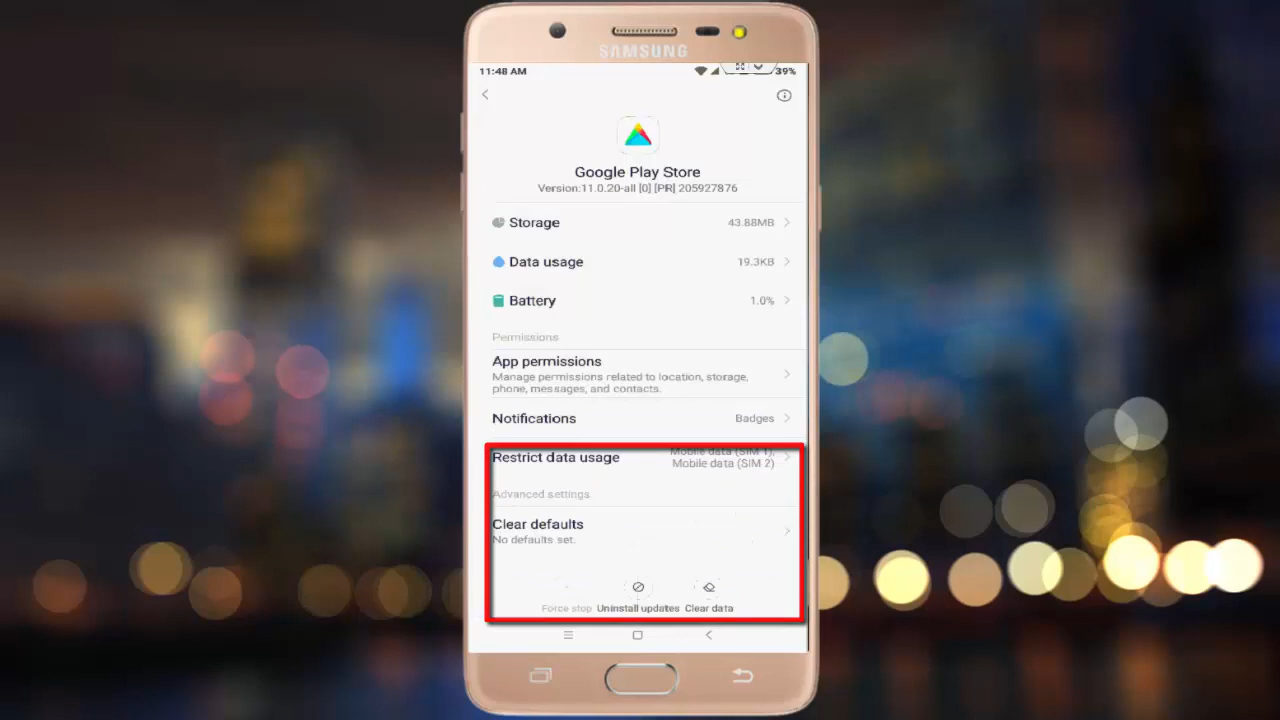 SAMSUNG
11:48 AM
39%
Google Play Store
Version:11.0.20-all [0] [PR] 205927876
Storage 43.88MB
Data usage 19.3KB
Battery 1.0%
Permissions
App permissions
Manage permissions related to location, storage,
phone, messages, and contacts.
Notifications Badges
Restrict data usage Mobile data (SIM 1),
Mobile data (SIM 2)
Advanced settings
Clear defaults
No defaults set.
Force stop Uninstall updates Clear data